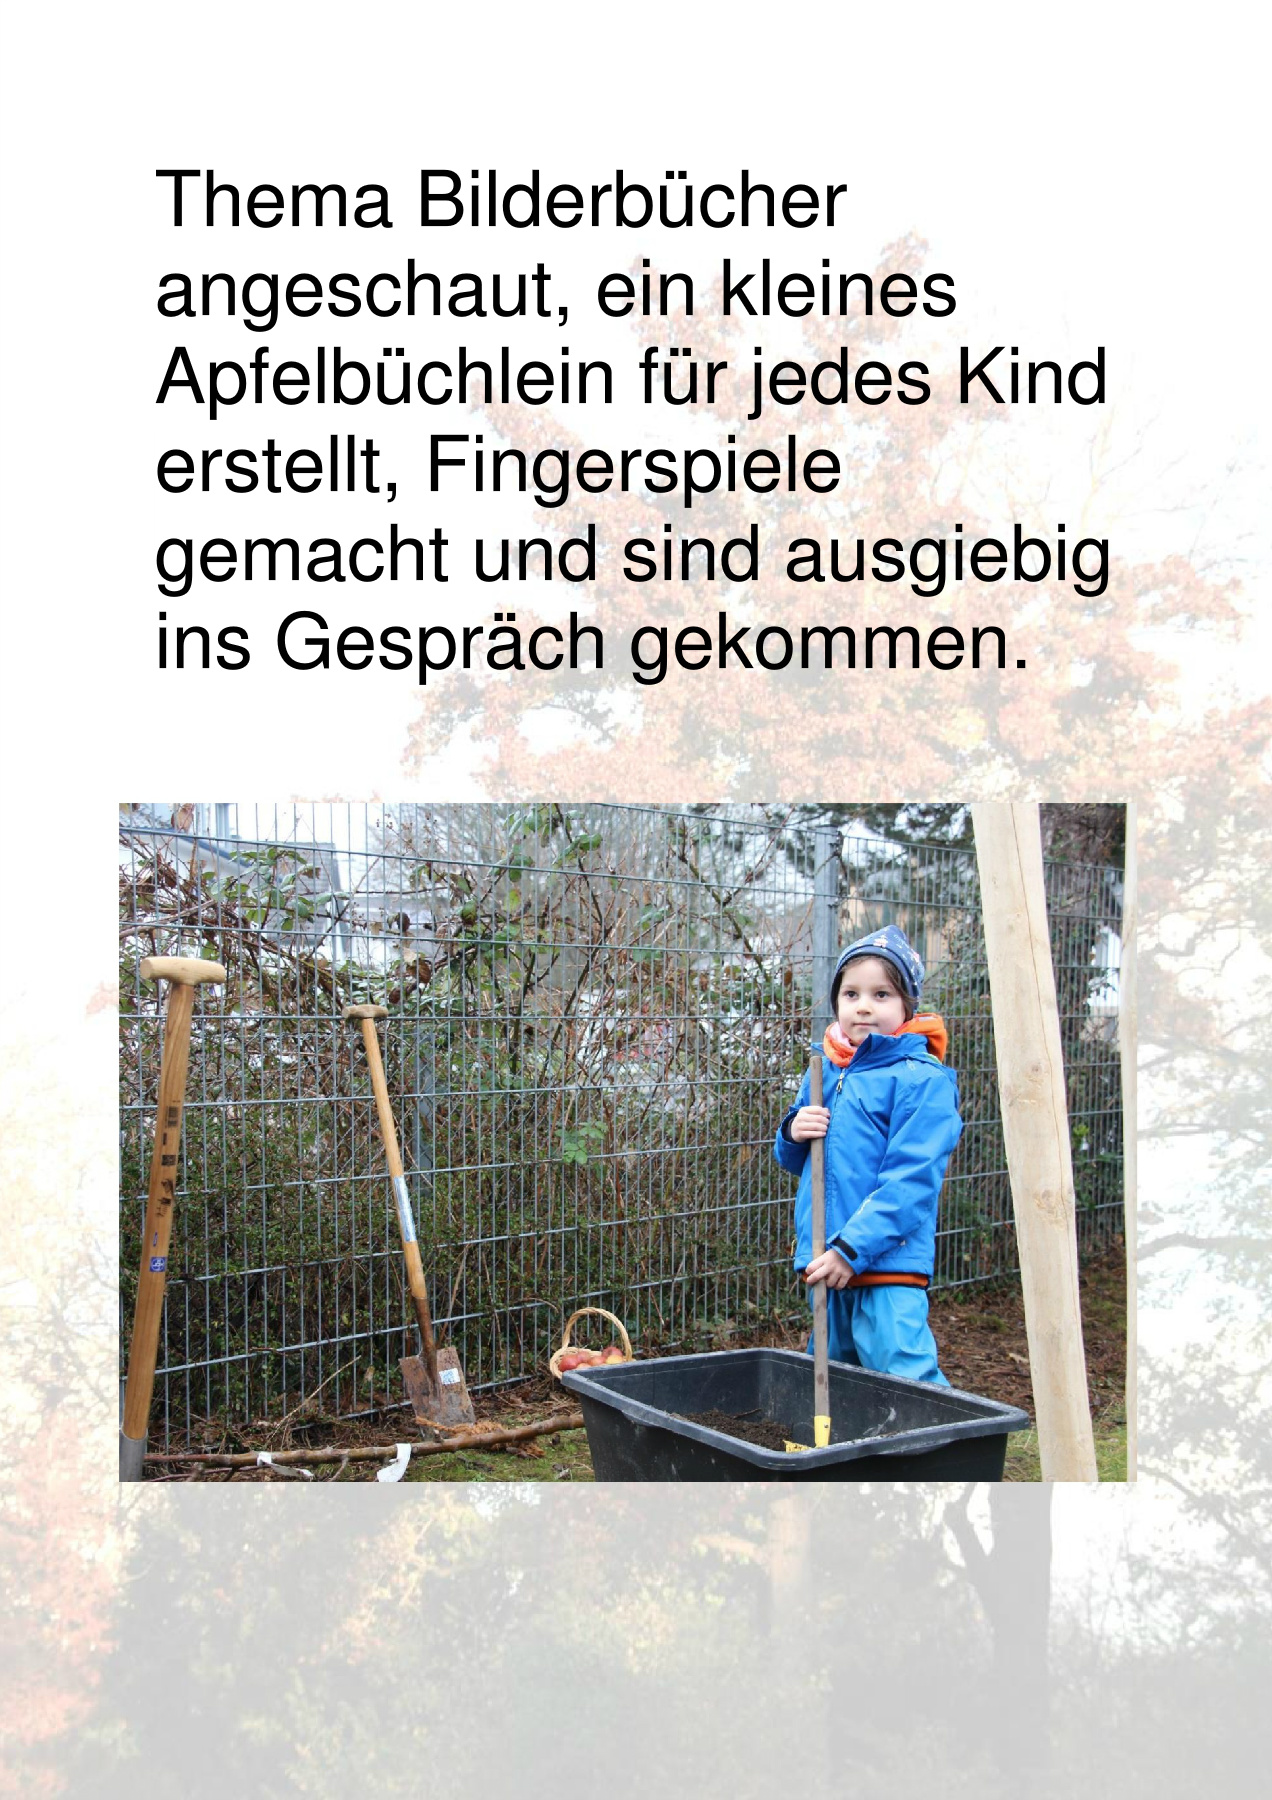 Thema Bilderbücher
angeschaut, ein kleines
Apfelbüchlein für jedes Kind
erstellt, Fingerspiele
gemacht und sind ausgiebig
ins Gespräch gekommen.